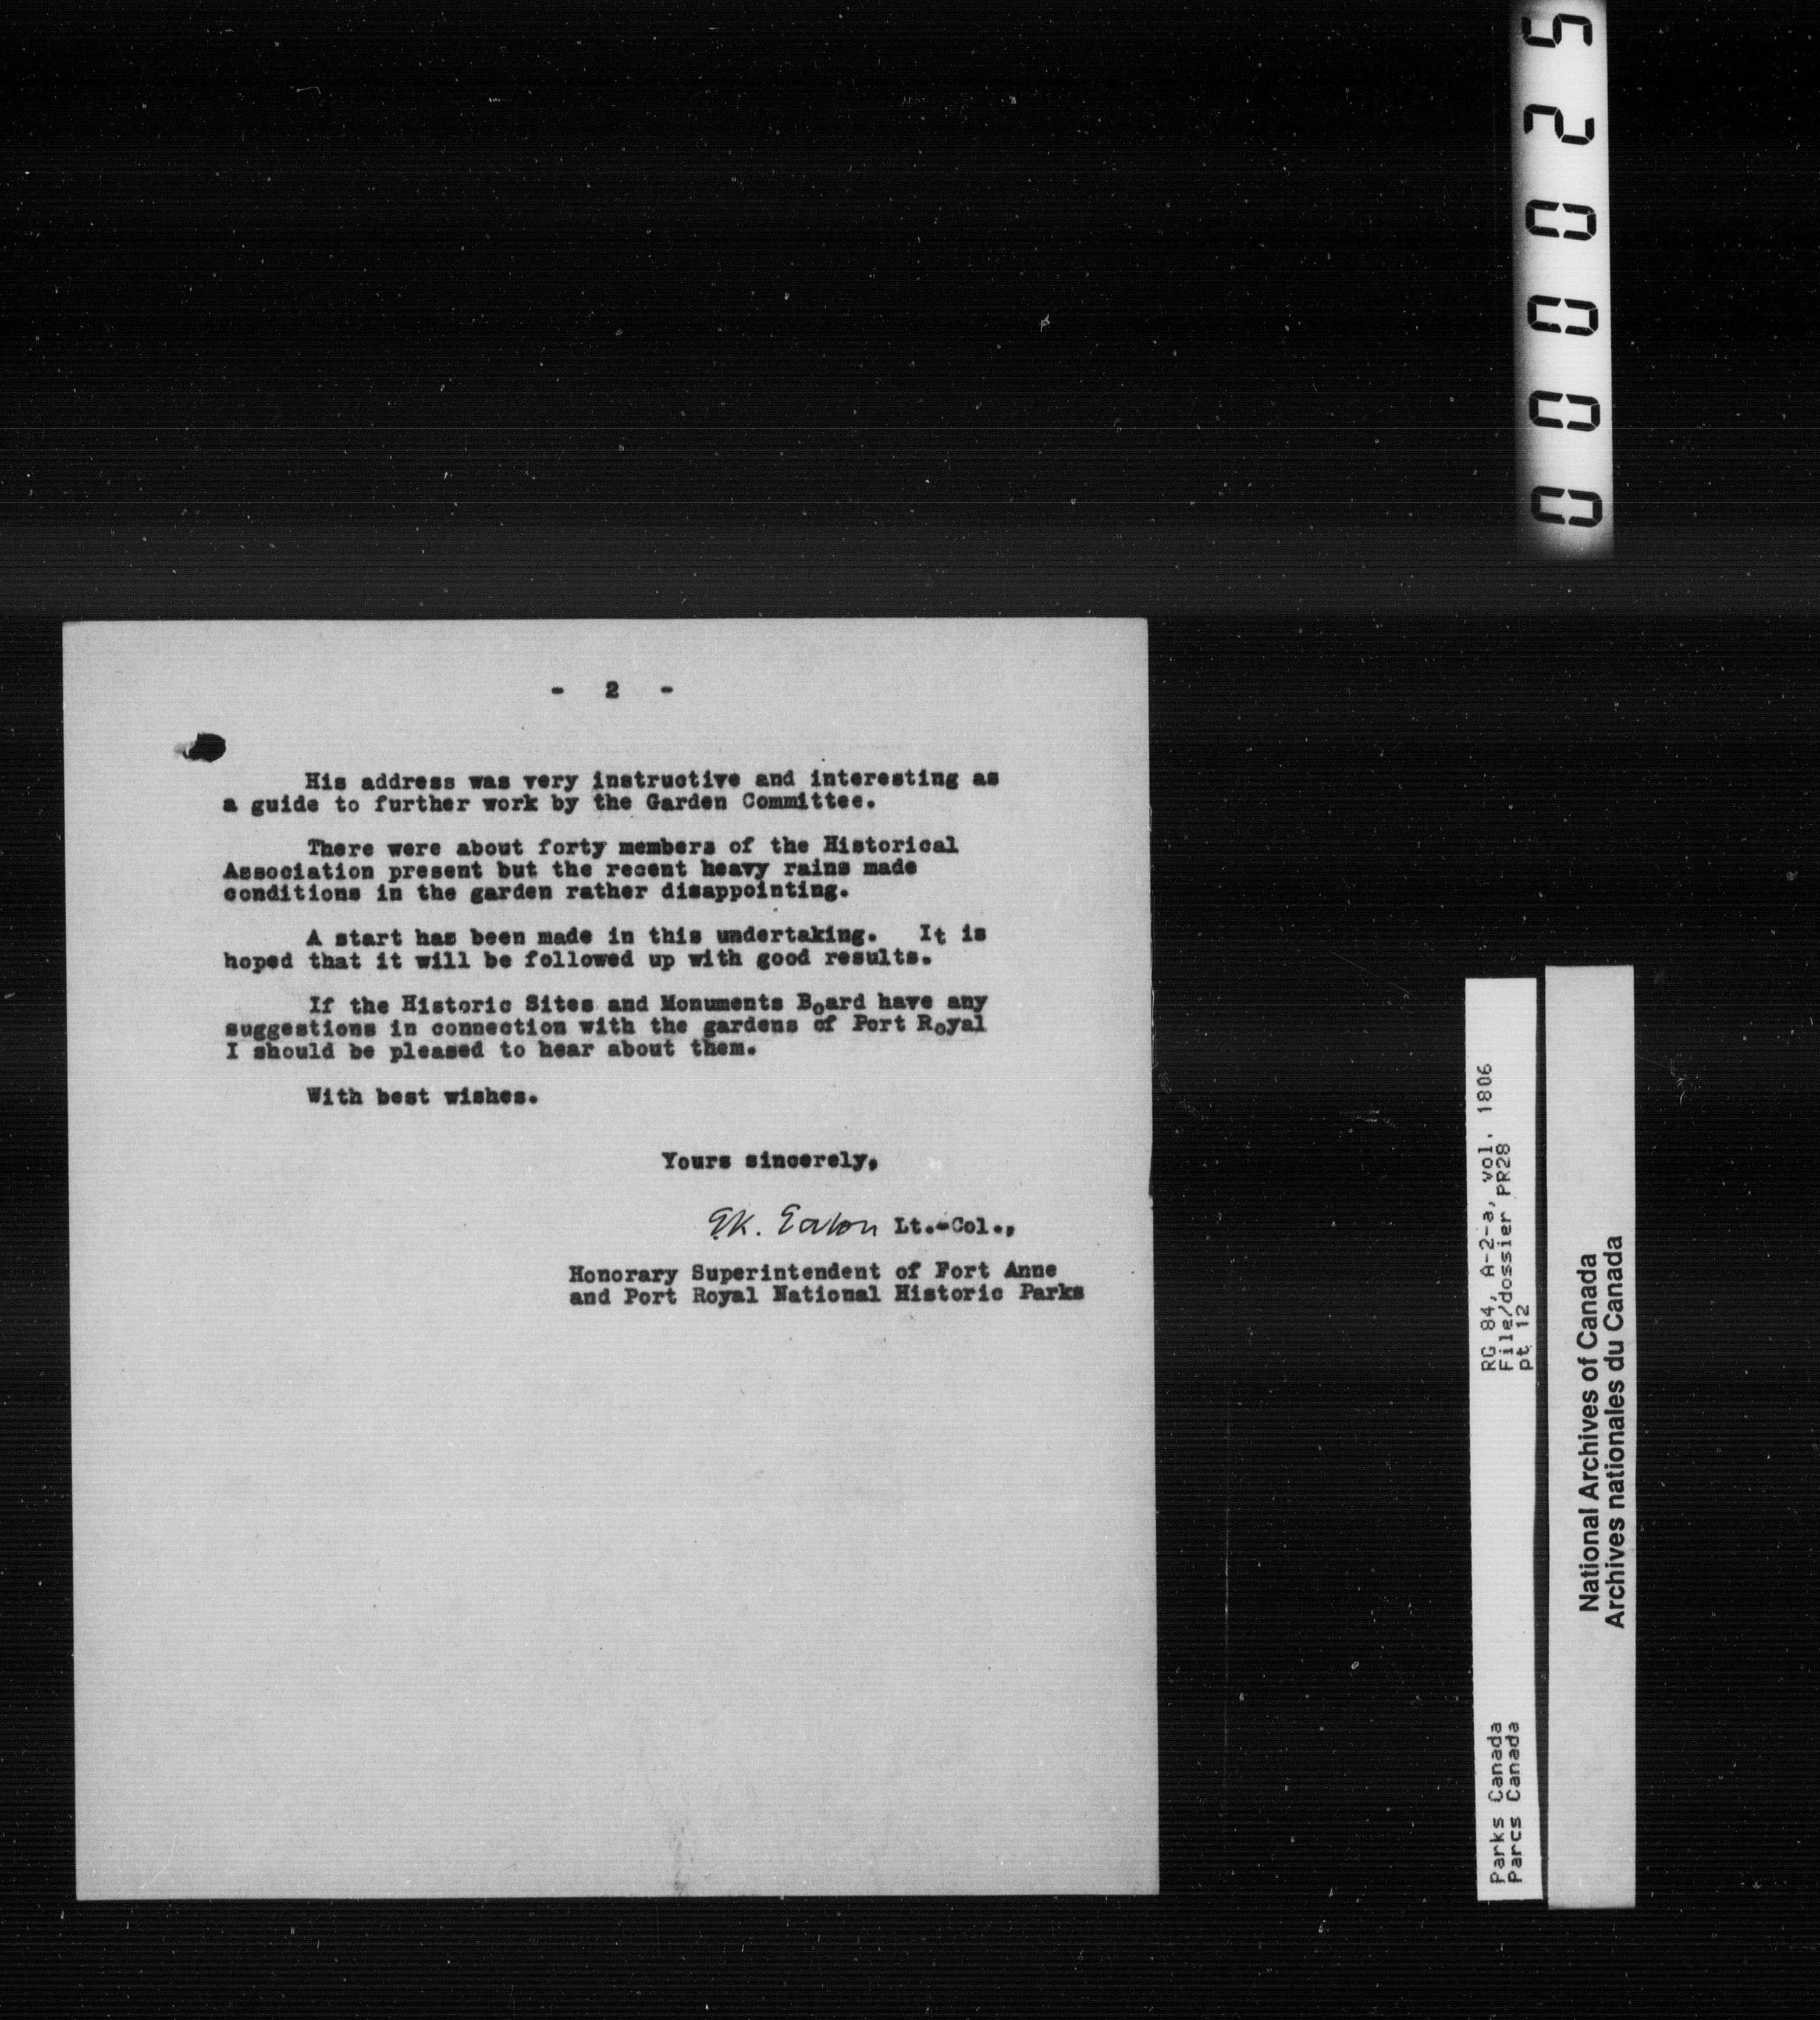 - 2 -
His address was very instructive and interesting as
a guide to further work by the Garden Committee.
There were about forty members of the Historical
Association present but the recent heavy rains made
conditions in the garden rather disappointing.
A start has been made in this undertaking. It is
hoped that it will be followed up with good results.
If the Historic Sites and Monuments Board have any
suggestions in connection with the gardens of Port Royal
I should be pleased to hear about them.
With best wishes.
Yours sincerely,
E.K. Eaton Lt.-Col.,
Honorary Superintendent of Fort Anne
and Port Royal National Historic Parks
000025
RG 84, A-2-a, vol. 1806
File/dossier PR28
pt 12
Parks Canada
Parcs Canada
National Archives of Canada
Archives nationales du Canada